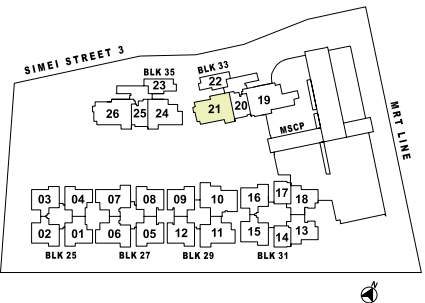 SIMEI STREET 3
BLK 35
BLK 33
23
22
26
25
24
21
20
19
MSCP
MRT LINE
03
04
07
08
09
10
16
17
18
02
01
06
05
12
11
15
14
13
BLK 25
BLK 27
BLK 29
BLK 31
N